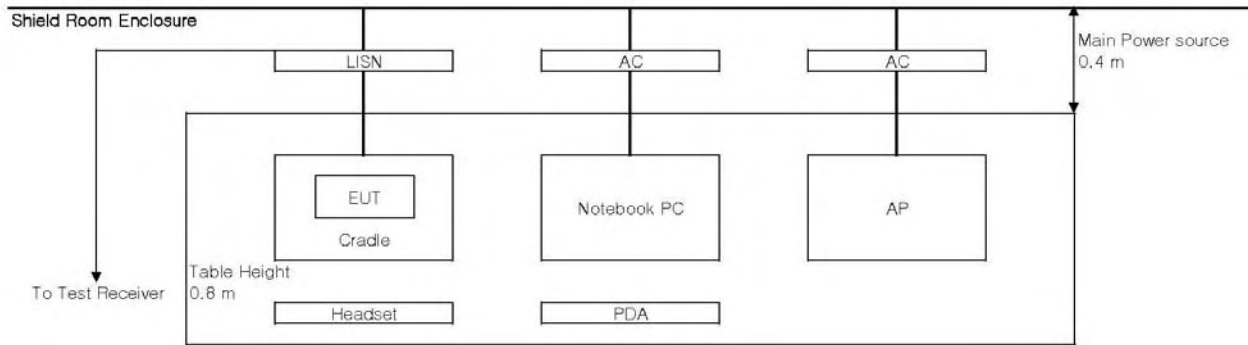 Shield Room Enclosure
LISN
AC
AC
Main Power source
0.4 m
EUT
Cradle
Notebook PC
AP
Table Height
0.8 m
To Test Receiver
Headset
PDA